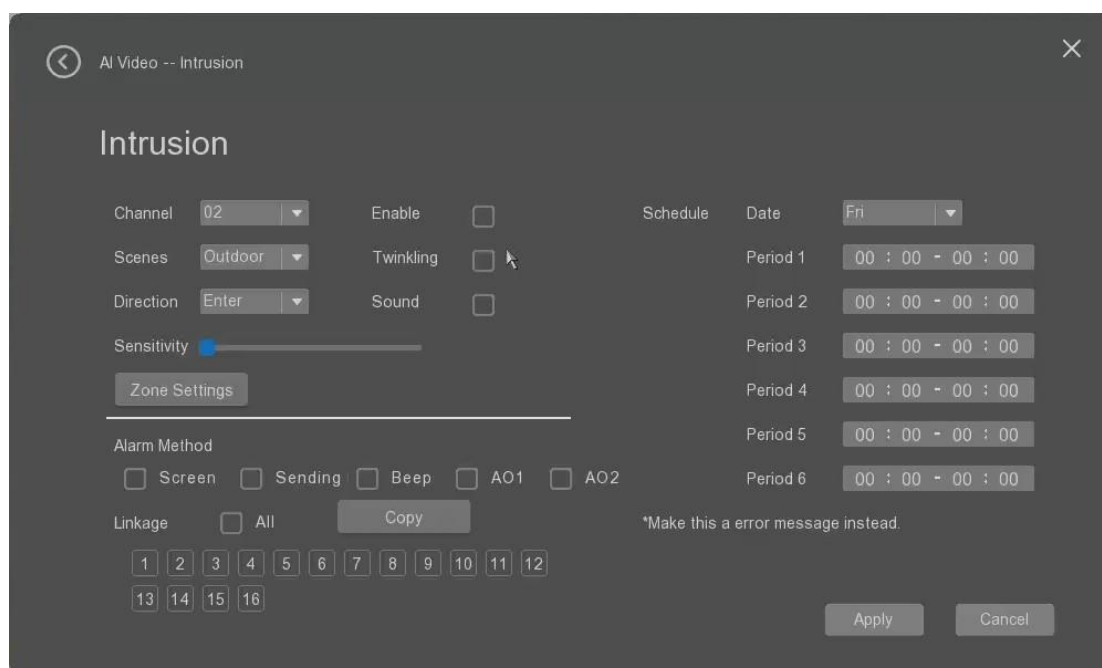 AI Video -- Intrusion
Intrusion
Channel 02 Enable Schedule Date Fri
Scenes Outdoor Twinkling Period 1 00 : 00 - 00 : 00
Direction Enter Sound Period 2 00 : 00 - 00 : 00
Sensitivity Period 3 00 : 00 - 00 : 00
Zone Settings Period 4 00 : 00 - 00 : 00
Alarm Method Period 5 00 : 00 - 00 : 00
Screen Sending Beep AO1 AO2 Period 6 00 : 00 - 00 : 00
Linkage All Copy *Make this a error message instead.
1 2 3 4 5 6 7 8 9 10 11 12
13 14 15 16
Apply Cancel